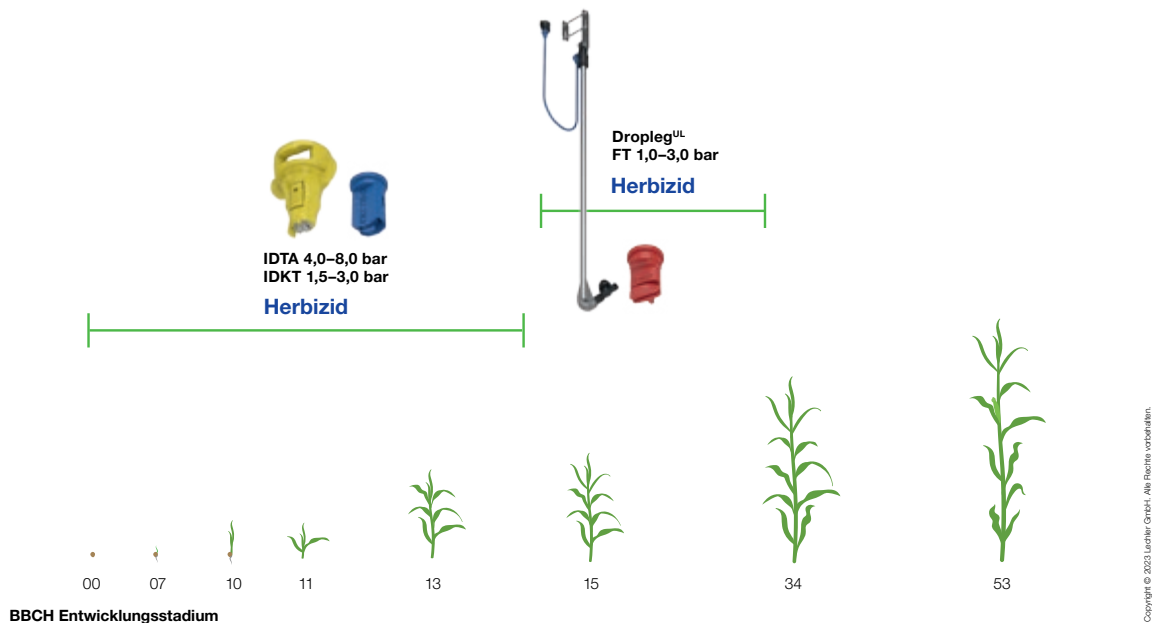 Dropleg^UL
FT 1,0–3,0 bar
Herbizid
IDTA 4,0–8,0 bar
IDKT 1,5–3,0 bar
Herbizid
00 07 10 11 13 15 34 53
BBCH Entwicklungsstadium
Copyright © 2023 Lechler GmbH. Alle Rechte vorbehalten.